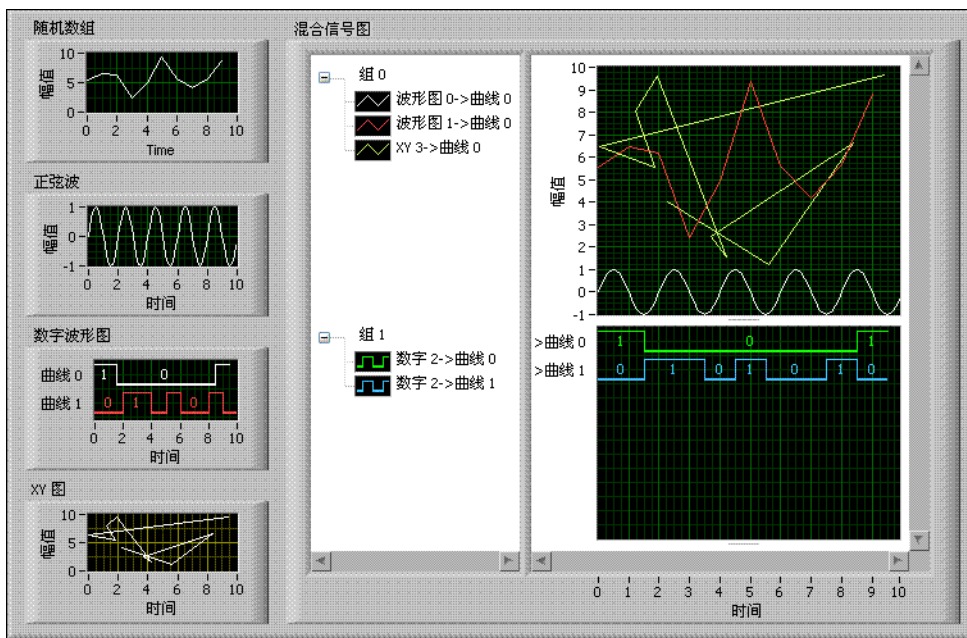 随机数组
10
5
0
幅值
0 2 4 6 8 10
Time
正弦波
1
0
-1
幅值
0 2 4 6 8 10
时间
数字波形图
曲线 0
1 0
曲线 1
0 1 0
0 2 4 6 8 10
时间
XY 图
10
5
0
幅值
0 2 4 6 8 10
时间
混合信号图
组 0
波形图 0->曲线 0
波形图 1->曲线 0
XY 3->曲线 0
组 1
数字 2->曲线 0
数字 2->曲线 1
10
9
8
7
6
5
4
3
2
1
0
-1
幅值
>曲线 0
1 0 1
>曲线 1
0 1 0 1 0 1 0
0 1 2 3 4 5 6 7 8 9 10
时间